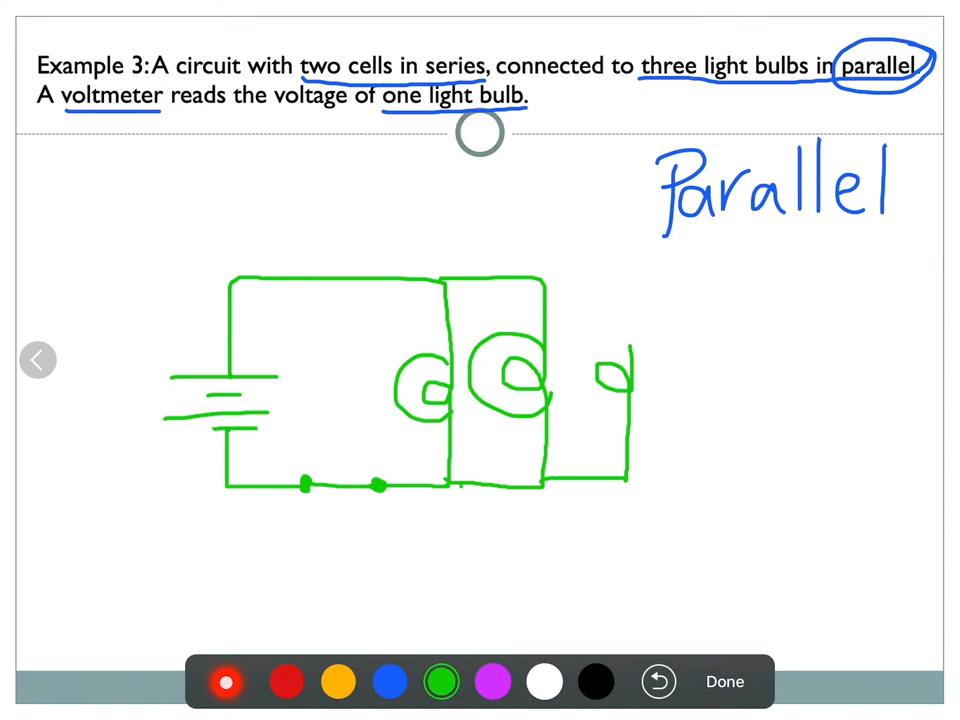 Example 3: A circuit with two cells in series, connected to three light bulbs in parallel.
A voltmeter reads the voltage of one light bulb.
Parallel
Done